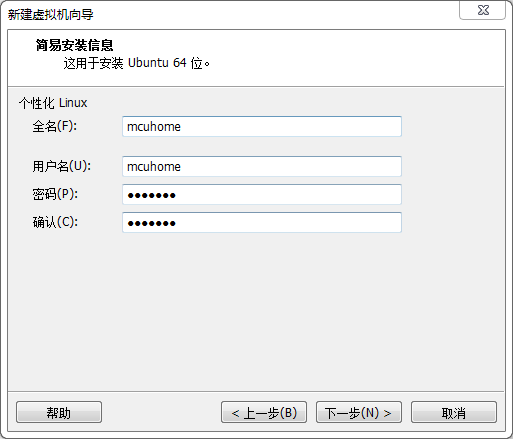 新建虚拟机向导
简易安装信息
这用于安装 Ubuntu 64 位。
个性化 Linux
全名(F): mcuhome
用户名(U): mcuhome
密码(P): ●●●●●●●
确认(C): ●●●●●●●
帮助 < 上一步(B) 下一步(N) > 取消